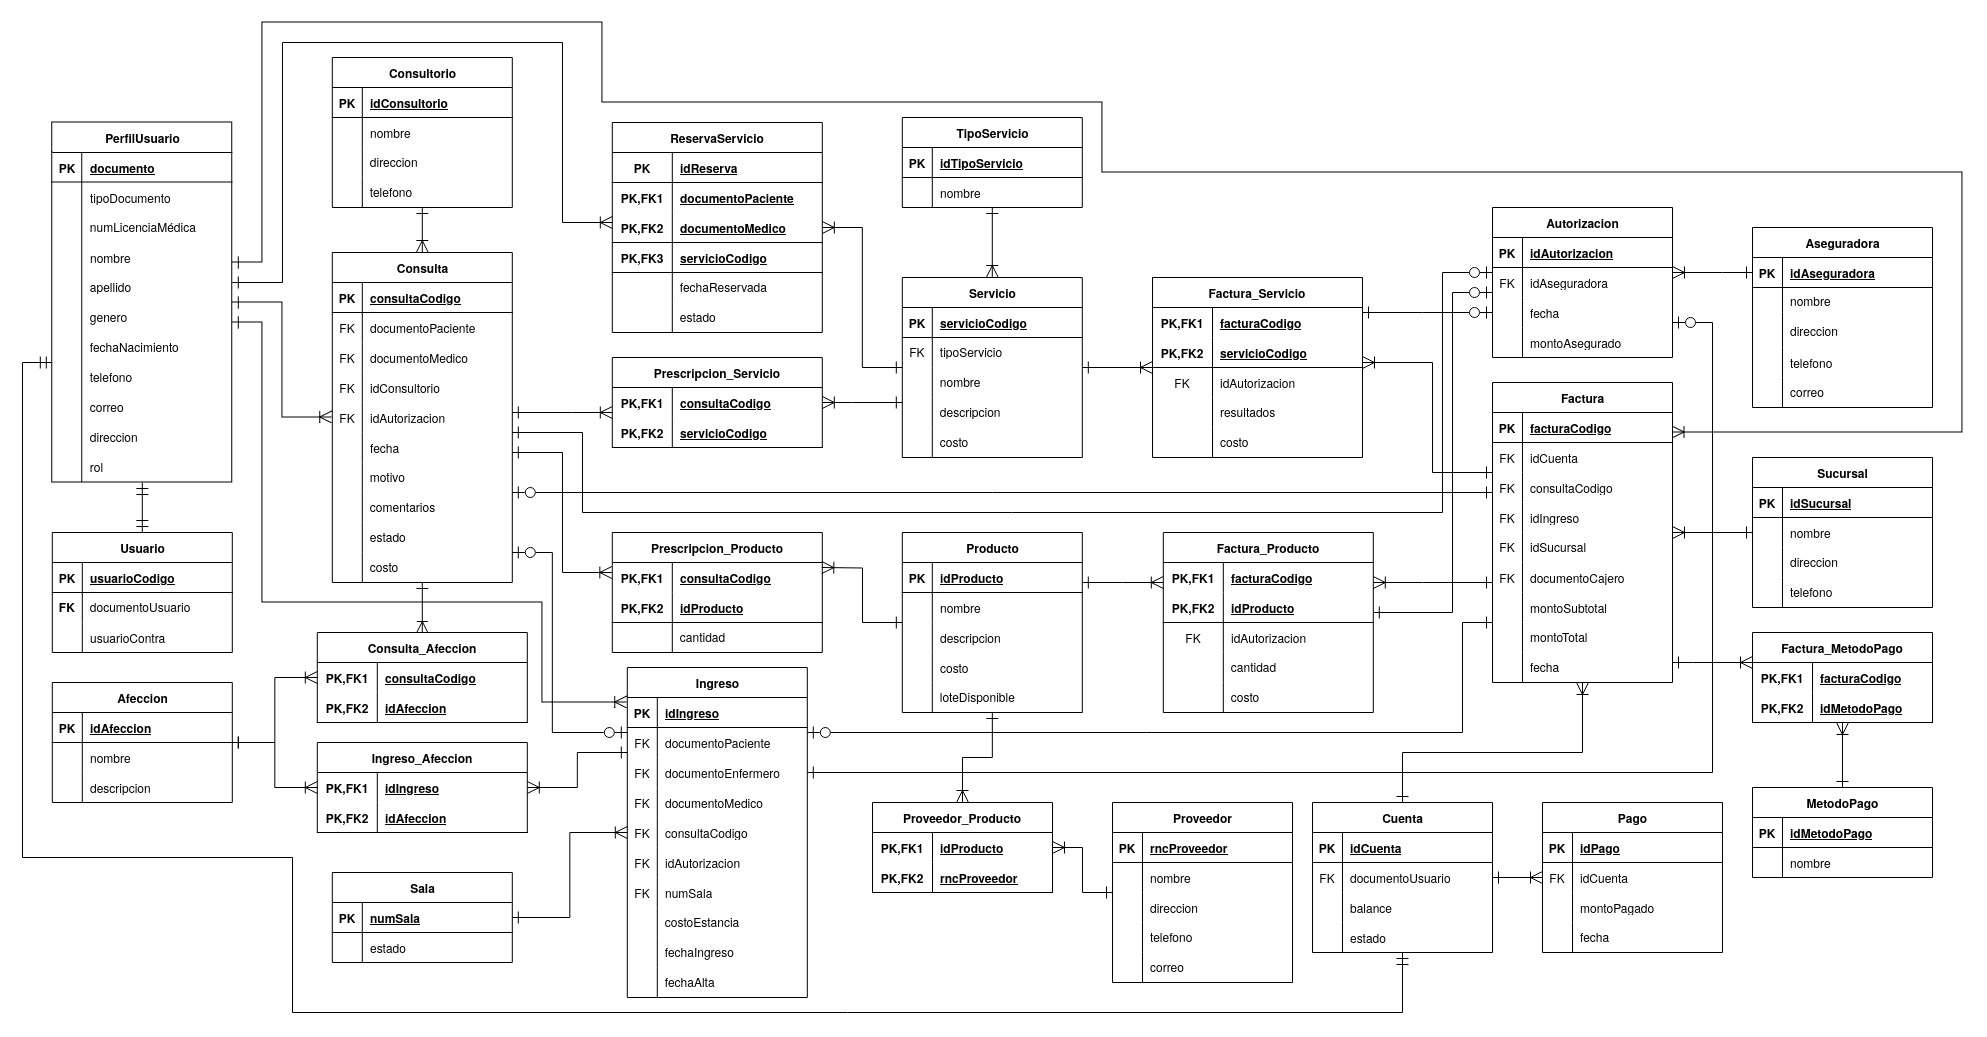 Consultorio
PK idConsultorio
nombre
direccion
telefono
PerfilUsuario
PK documento
tipoDocumento
numLicenciaMédica
nombre
apellido
genero
fechaNacimiento
telefono
correo
direccion
rol
ReservaServicio
PK idReserva
PK,FK1 documentoPaciente
PK,FK2 documentoMedico
PK,FK3 servicioCodigo
fechaReservada
estado
TipoServicio
PK idTipoServicio
nombre
Autorizacion
PK idAutorizacion
FK idAseguradora
fecha
montoAsegurado
Aseguradora
PK idAseguradora
nombre
direccion
telefono
correo
Consulta
PK consultaCodigo
FK documentoPaciente
FK documentoMedico
FK idConsultorio
FK idAutorizacion
fecha
motivo
comentarios
estado
costo
Servicio
PK servicioCodigo
FK tipoServicio
nombre
descripcion
costo
Factura_Servicio
PK,FK1 facturaCodigo
PK,FK2 servicioCodigo
FK idAutorizacion
resultados
costo
Prescripcion_Servicio
PK,FK1 consultaCodigo
PK,FK2 servicioCodigo
Factura
PK facturaCodigo
FK idCuenta
FK consultaCodigo
FK idIngreso
FK idSucursal
FK documentoCajero
montoSubtotal
montoTotal
fecha
Sucursal
PK idSucursal
nombre
direccion
telefono
Usuario
PK usuarioCodigo
FK documentoUsuario
usuarioContra
Prescripcion_Producto
PK,FK1 consultaCodigo
PK,FK2 idProducto
cantidad
Producto
PK idProducto
nombre
descripcion
costo
loteDisponible
Factura_Producto
PK,FK1 facturaCodigo
PK,FK2 idProducto
FK idAutorizacion
cantidad
costo
Consulta_Afeccion
PK,FK1 consultaCodigo
PK,FK2 idAfeccion
Factura_MetodoPago
PK,FK1 facturaCodigo
PK,FK2 idMetodoPago
Afeccion
PK idAfeccion
nombre
descripcion
Ingreso
PK idIngreso
FK documentoPaciente
FK documentoEnfermero
FK documentoMedico
FK consultaCodigo
FK idAutorizacion
FK numSala
costoEstancia
fechaIngreso
fechaAlta
Ingreso_Afeccion
PK,FK1 idIngreso
PK,FK2 idAfeccion
Proveedor_Producto
PK,FK1 idProducto
PK,FK2 rncProveedor
Proveedor
PK rncProveedor
nombre
direccion
telefono
correo
Cuenta
PK idCuenta
FK documentoUsuario
balance
estado
Pago
PK idPago
FK idCuenta
montoPagado
fecha
MetodoPago
PK idMetodoPago
nombre
Sala
PK numSala
estado